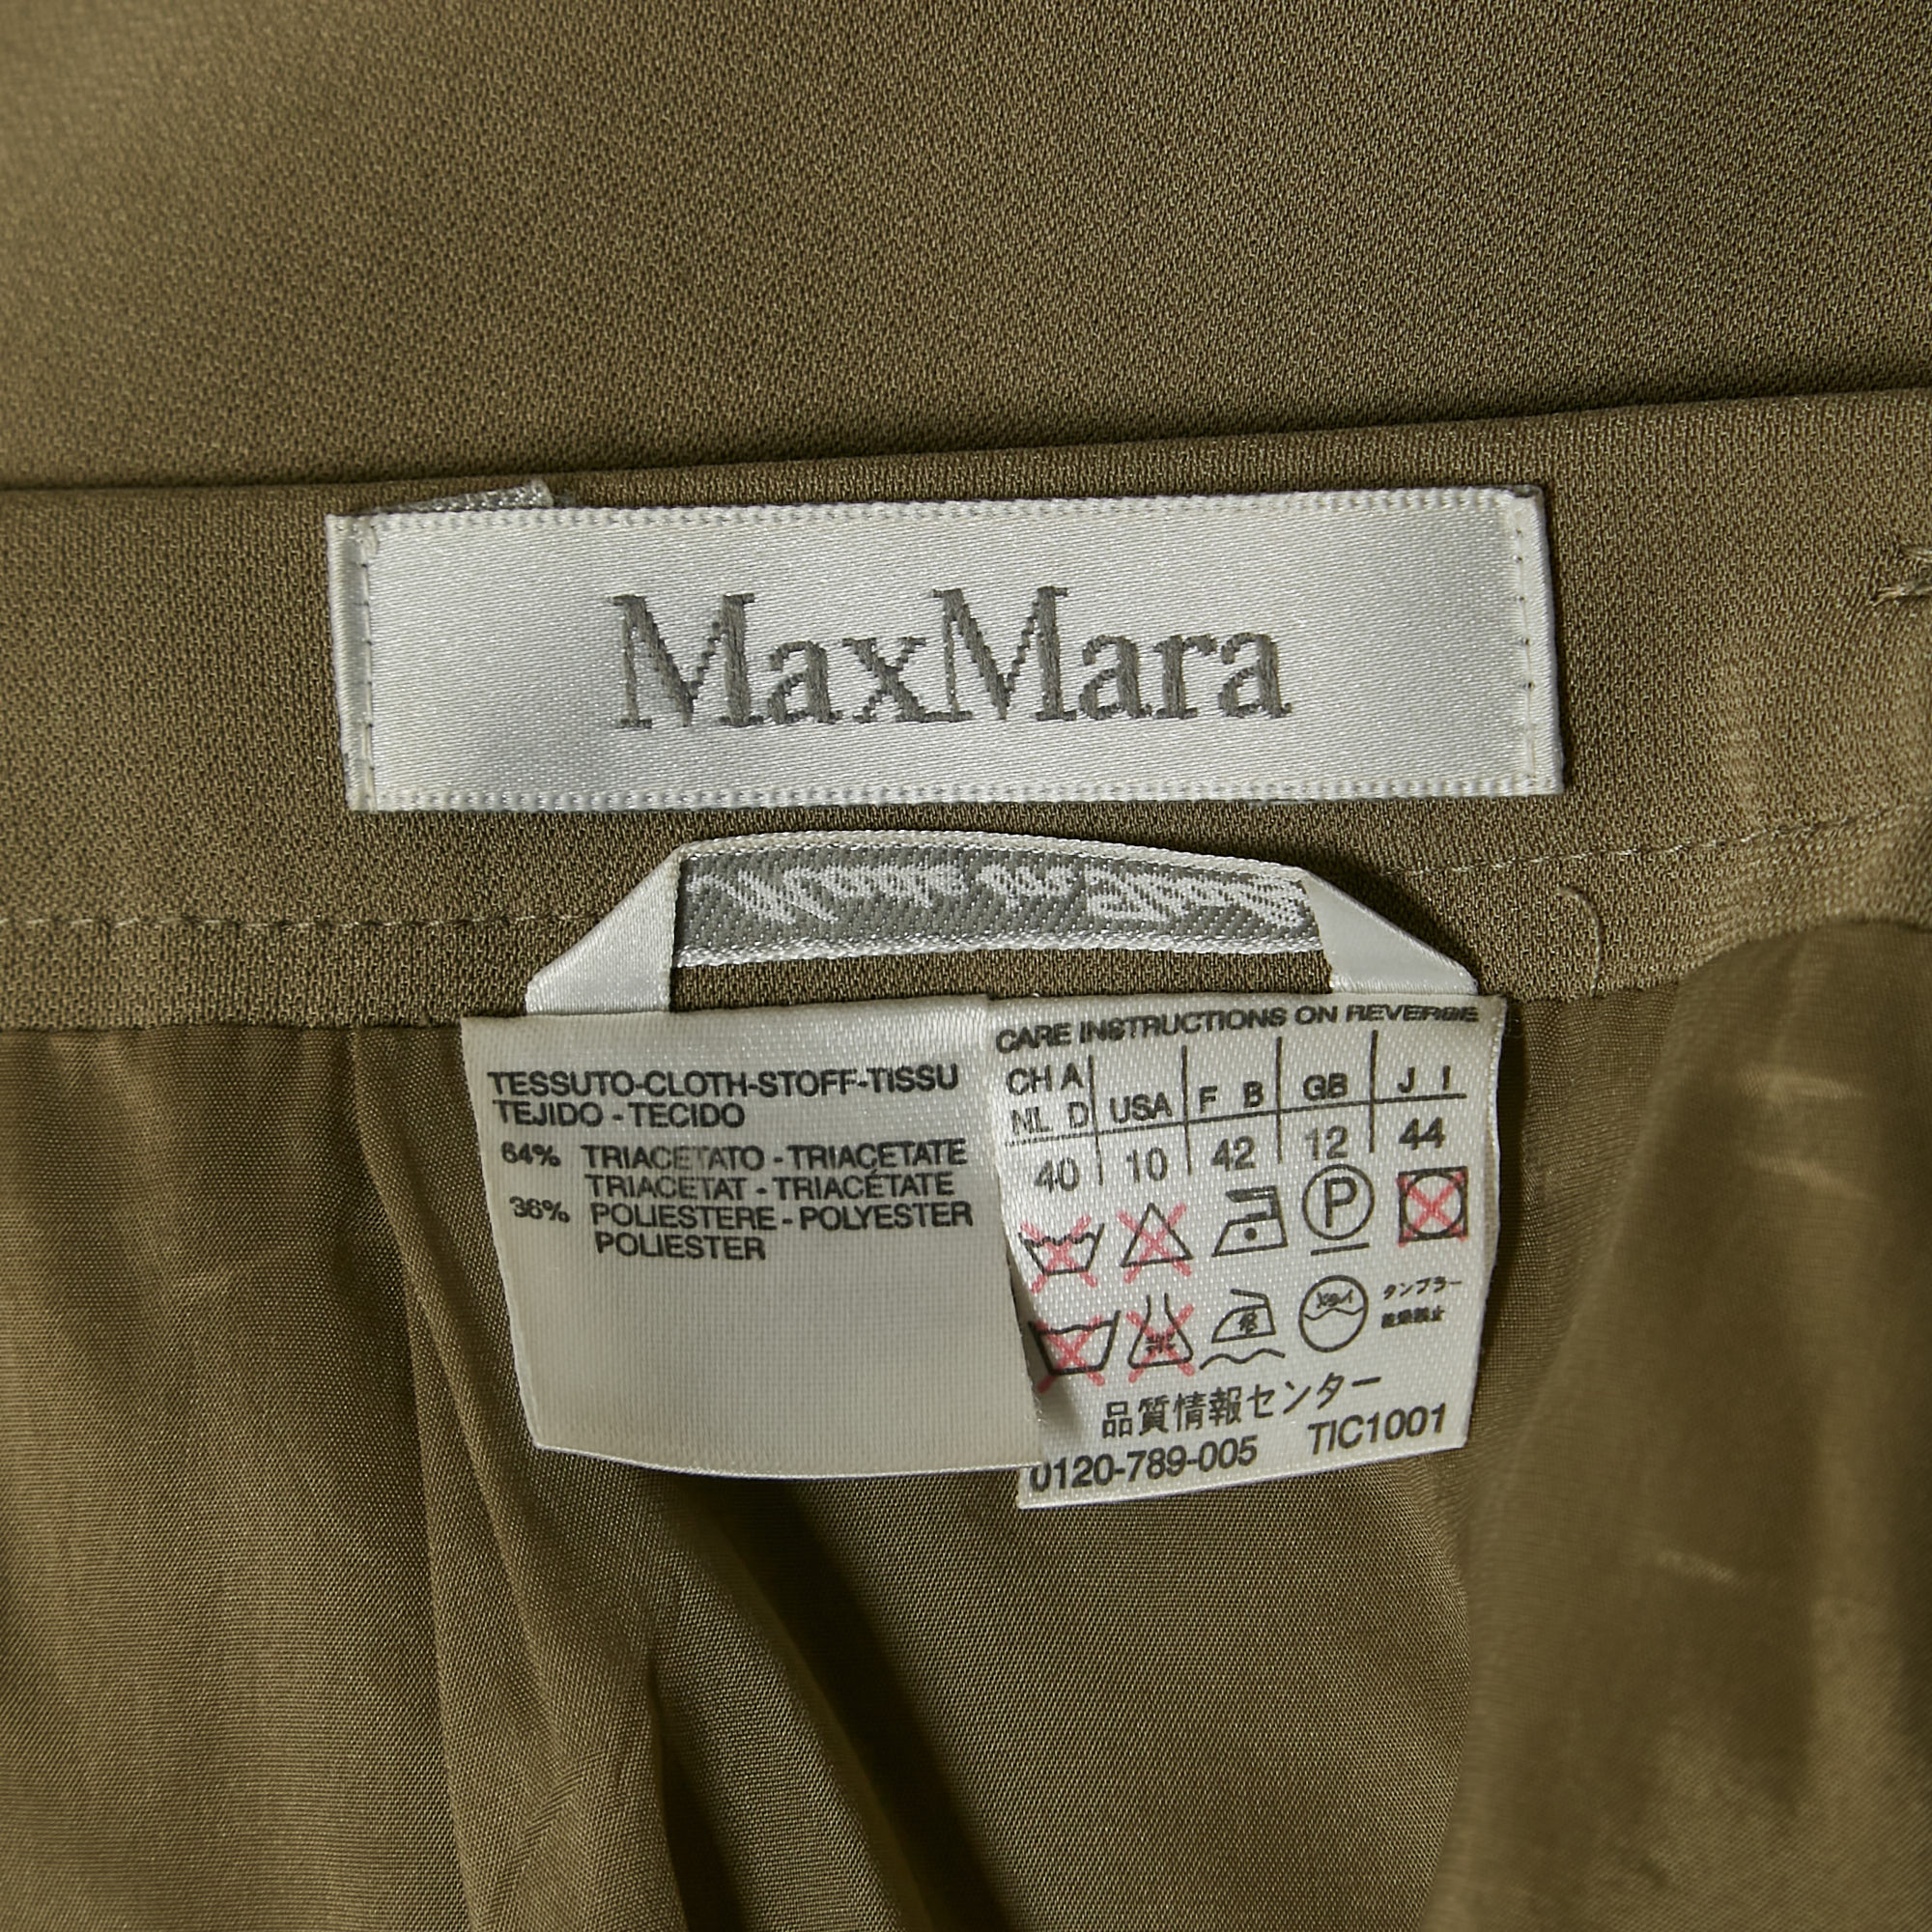 MaxMara
TESSUTO-CLOTH-STOFF-TISSU
TEJIDO - TECIDO
64% TRIACETATO - TRIACETATE
TRIACETAT - TRIACÉTATE
36% POLIESTERE - POLYESTER
POLIESTER
CARE INSTRUCTIONS ON REVERSE
CH A
NL D USA F B GB J I
40 10 42 12 44
P
タンブラー
品質情報センター
0120-789-005 TIC1001